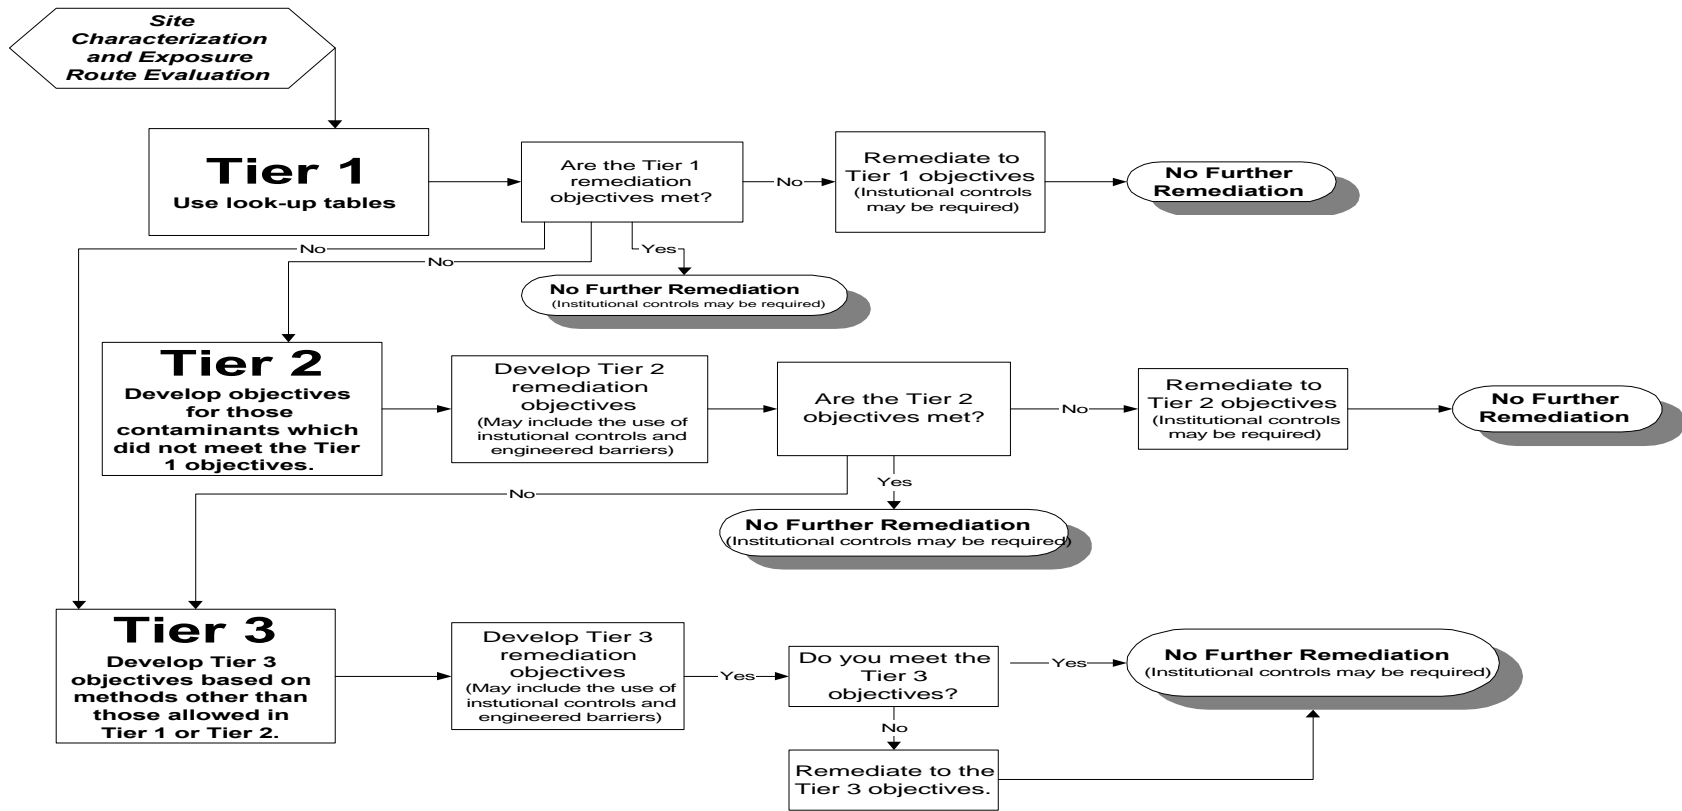 Site
Characterization
and Exposure
Route Evaluation
Tier 1
Use look-up tables
Are the Tier 1
remediation
objectives met?
No
Remediate to
Tier 1 objectives
(Instutional controls
may be required)
No Further
Remediation
No
No
Yes
No Further Remediation
(Institutional controls may be required)
Tier 2
Develop objectives
for those
contaminants which
did not meet the Tier
1 objectives.
Develop Tier 2
remediation
objectives
(May include the use of
instutional controls and
engineered barriers)
Are the Tier 2
objectives met?
No
Remediate to
Tier 2 objectives
(Institutional controls
may be required)
No Further
Remediation
No
Yes
No Further Remediation
(Institutional controls may be required)
Tier 3
Develop Tier 3
objectives based on
methods other than
those allowed in
Tier 1 or Tier 2.
Develop Tier 3
remediation
objectives
(May include the use of
instutional controls and
engineered barriers)
Yes
Do you meet the
Tier 3
objectives?
Yes
No Further Remediation
(Institutional controls may be required)
No
Remediate to the
Tier 3 objectives.